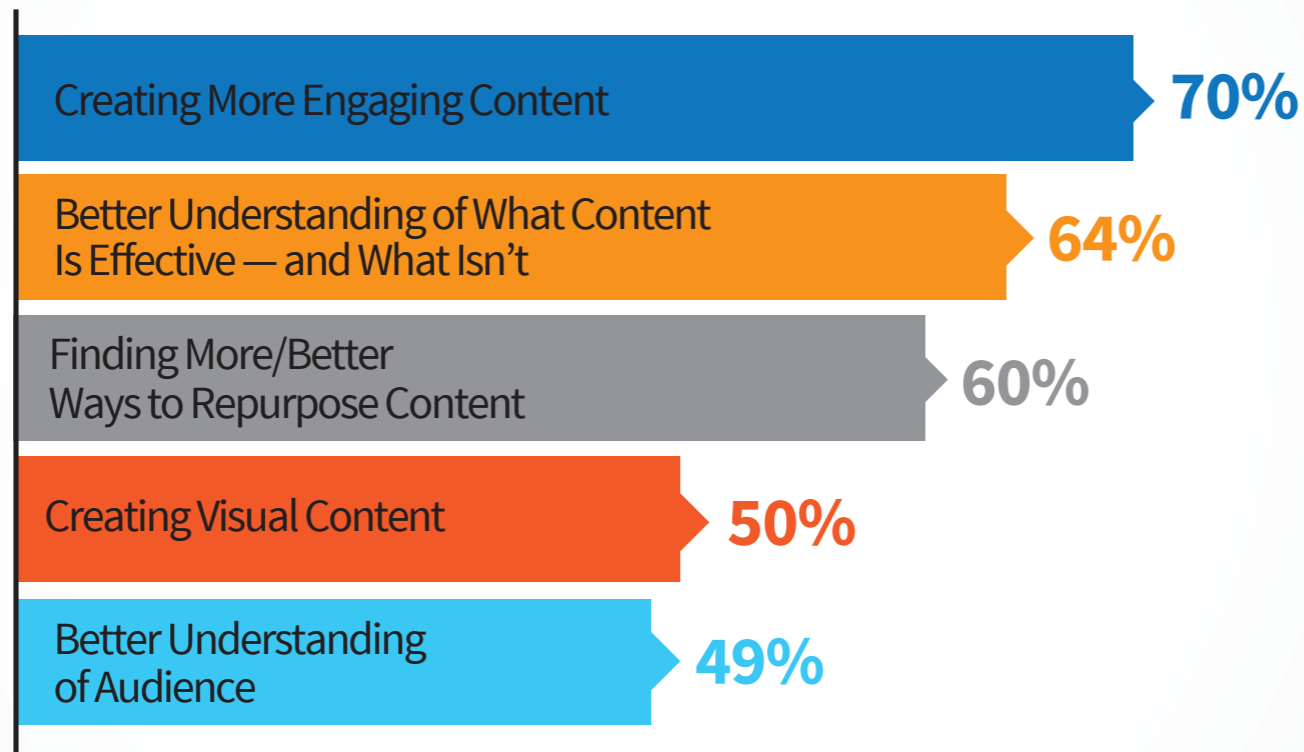 Creating More Engaging Content
70%
Better Understanding of What Content
Is Effective — and What Isn’t
64%
Finding More/Better
Ways to Repurpose Content
60%
Creating Visual Content
50%
Better Understanding
of Audience
49%